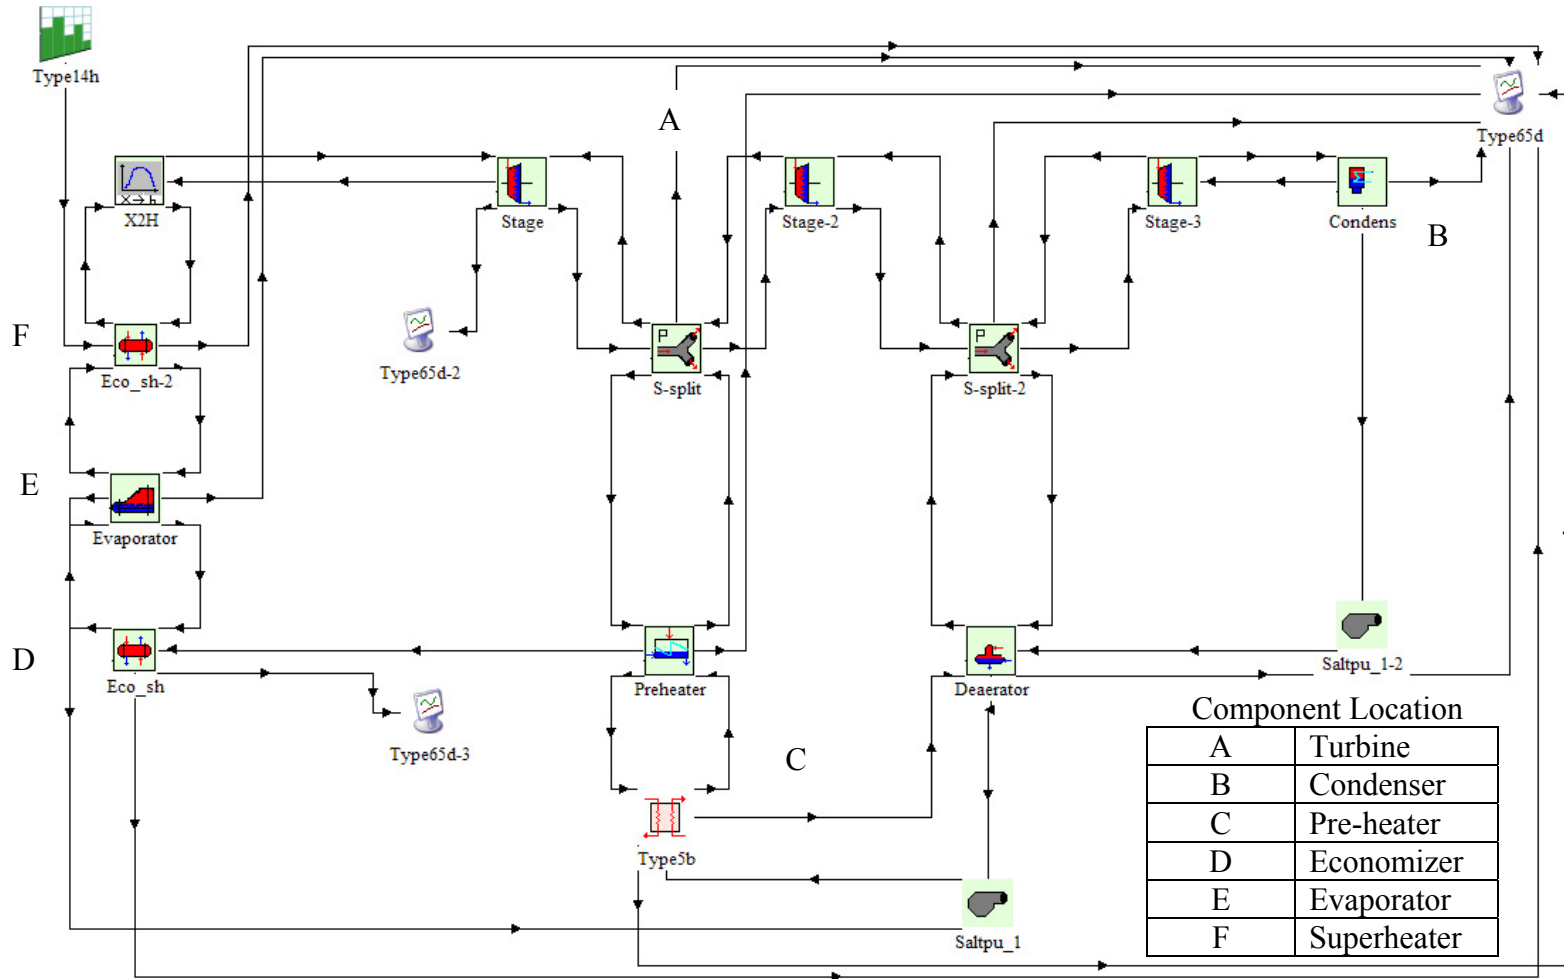 Type14h
Type65d
A
X2H
X→h
Stage
Stage-2
Stage-3
Condens
B
F
Eco_sh-2
Type65d-2
P
S-split
P
S-split-2
E
Evaporator
D
Eco_sh
Type65d-3
Preheater
Deaerator
Saltpu_1-2
C
Type5b
Saltpu_1
Component Location
A Turbine
B Condenser
C Pre-heater
D Economizer
E Evaporator
F Superheater